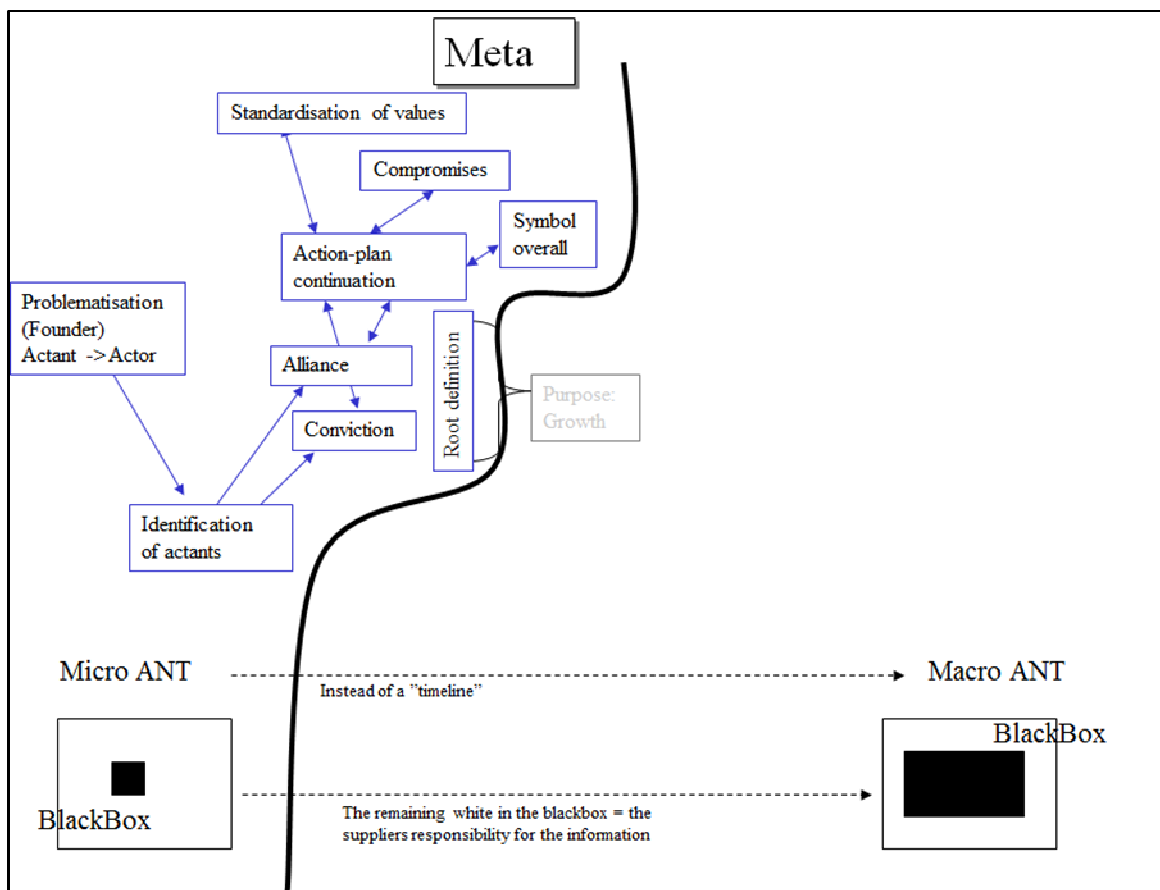 Meta
Standardisation of values
Compromises
Symbol
overall
Action-plan
continuation
Problematisation
(Founder)
Actant ->Actor
Alliance
Conviction
Root definition
Purpose:
Growth
Identification
of actants
Micro ANT
Instead of a ”timeline”
Macro ANT
BlackBox
BlackBox
The remaining white in the blackbox = the
suppliers responsibility for the information